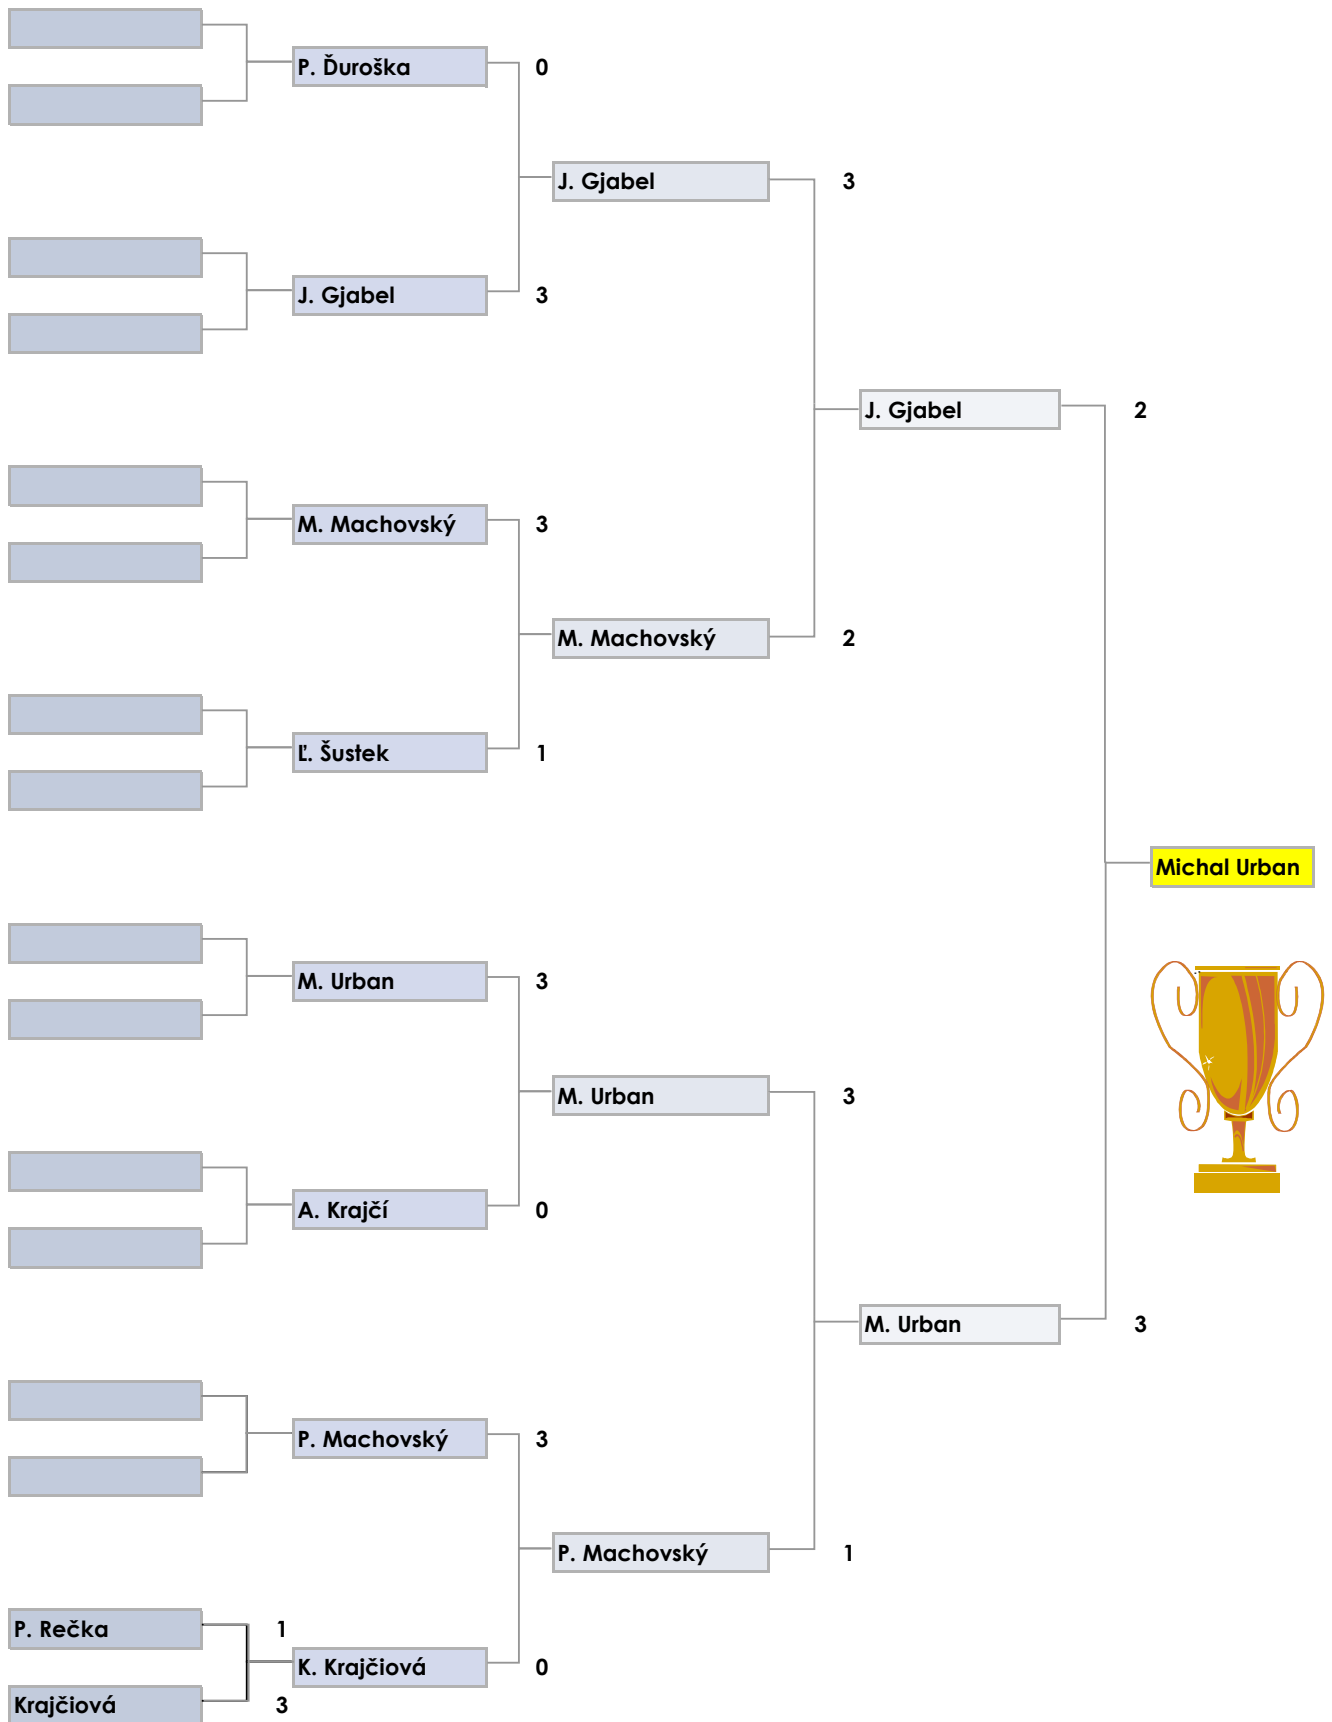 P. Ďuroška 0
J. Gjabel 3
J. Gjabel 3
J. Gjabel 2
M. Machovský 3
M. Machovský 2
Ľ. Šustek 1
Michal Urban
M. Urban 3
M. Urban 3
A. Krajčí 0
M. Urban 3
P. Machovský 3
P. Machovský 1
P. Rečka 1
K. Krajčiová 0
Krajčiová 3